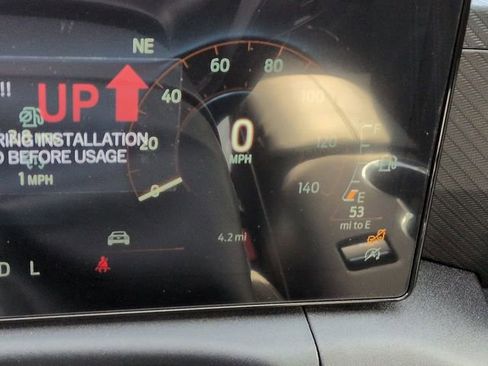 NE
!!
UP
40 60 80
100
RING INSTALLATION
D BEFORE USAGE
20
0
MPH
120
F
1 MPH
0
140
E
53
mi to E
4.2 mi
D L